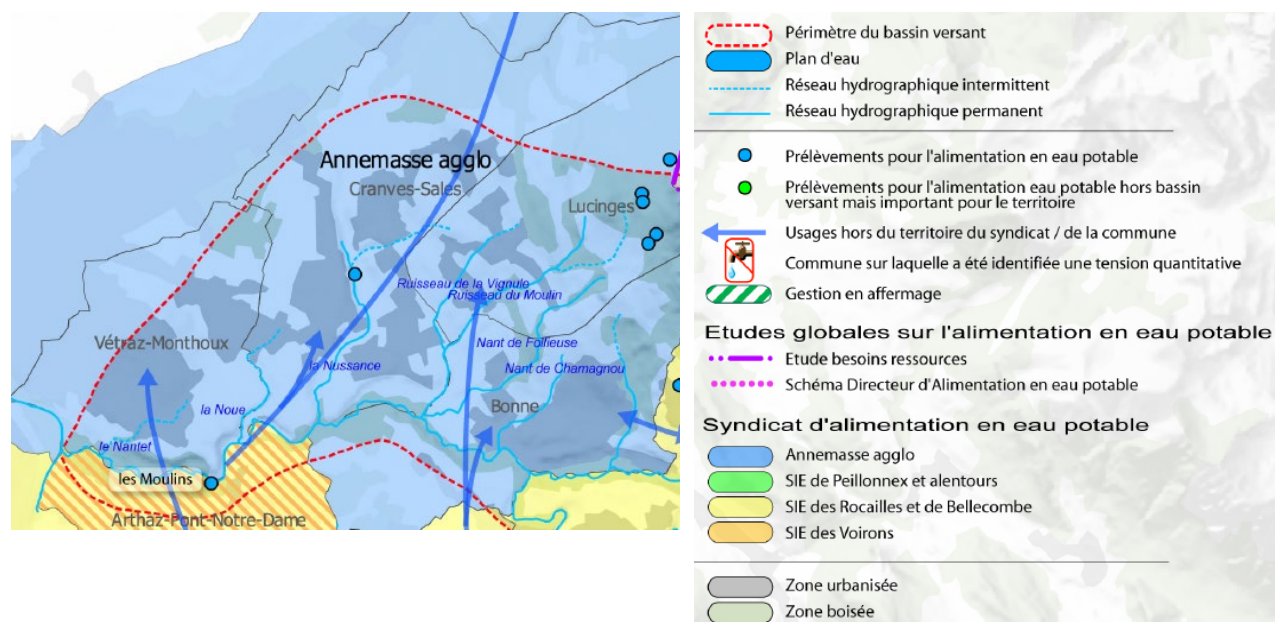 Annemasse agglo
Cranves-Sales
Lucinges
Ruisseau de la Vignule
Ruisseau du Moulin
Vétraz-Monthoux
Nant de Follieuse
la Nussance
Nant de Chamagnou
la Noue
Bonne
le Nantet
les Moulins
Arthaz-Pont-Notre-Dame
Périmètre du bassin versant
Plan d'eau
Réseau hydrographique intermittent
Réseau hydrographique permanent
Prélèvements pour l'alimentation en eau potable
Prélèvements pour l'alimentation eau potable hors bassin
versant mais important pour le territoire
Usages hors du territoire du syndicat / de la commune
Commune sur laquelle a été identifiée une tension quantitative
Gestion en affermage
Etudes globales sur l'alimentation en eau potable
Etude besoins ressources
Schéma Directeur d'Alimentation en eau potable
Syndicat d'alimentation en eau potable
Annemasse agglo
SIE de Peillonnex et alentours
SIE des Rocailles et de Bellecombe
SIE des Voirons
Zone urbanisée
Zone boisée